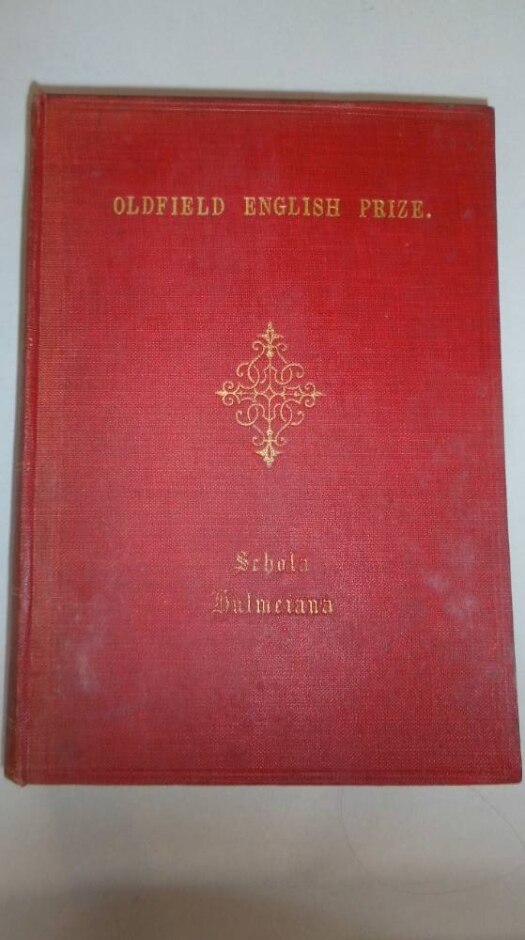 OLDFIELD ENGLISH PRIZE.
Schola
Hulmeiana